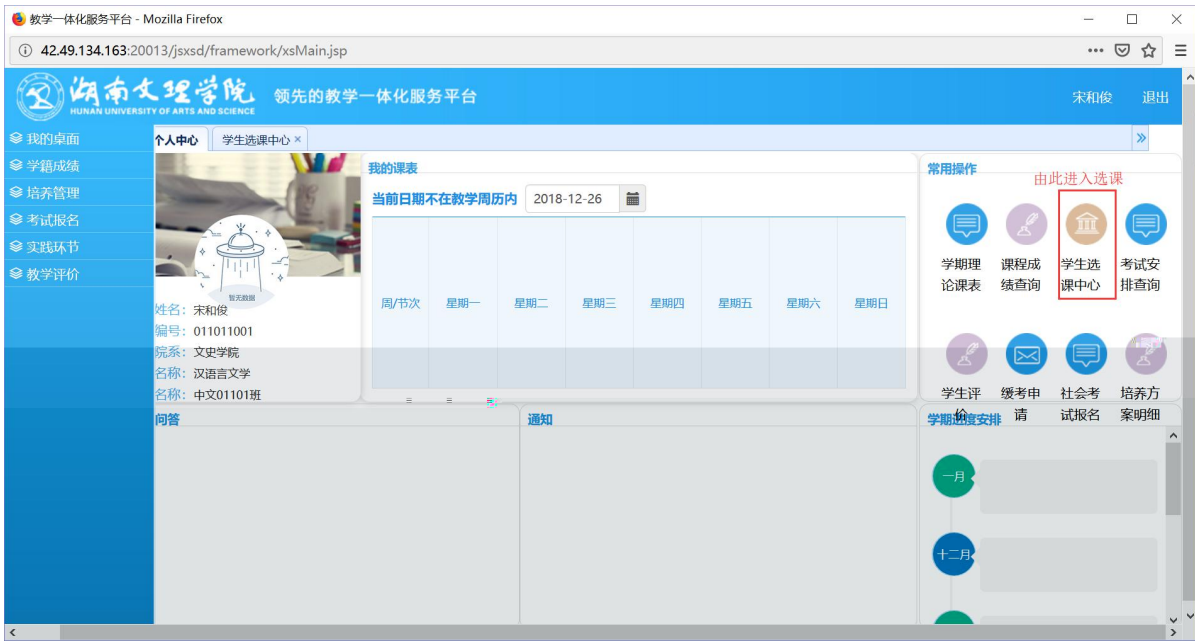 教学一体化服务平台 - Mozilla Firefox
42.49.134.163:20013/jsxsd/framework/xsMain.jsp
湖南文理学院
HUNAN UNIVERSITY OF ARTS AND SCIENCE
领先的教学一体化服务平台
宋和俊 退出
我的桌面
学籍成绩
培养管理
考试报名
实践环节
教学评价
个人中心 学生选课中心 ×
暂无数据
姓名：宋和俊
编号：011011001
院系：文史学院
名称：汉语言文学
名称：中文01101班
我的课表
当前日期不在教学周历内 2018-12-26
周/节次 星期一 星期二 星期三 星期四 星期五 星期六 星期日
常用操作
由此进入选课
学期理论课表
课程成绩查询
学生选课中心
考试安排查询
学生评价
缓考申请
社会考试报名
培养方案明细
问答
通知
学期进度安排
一月
十二月